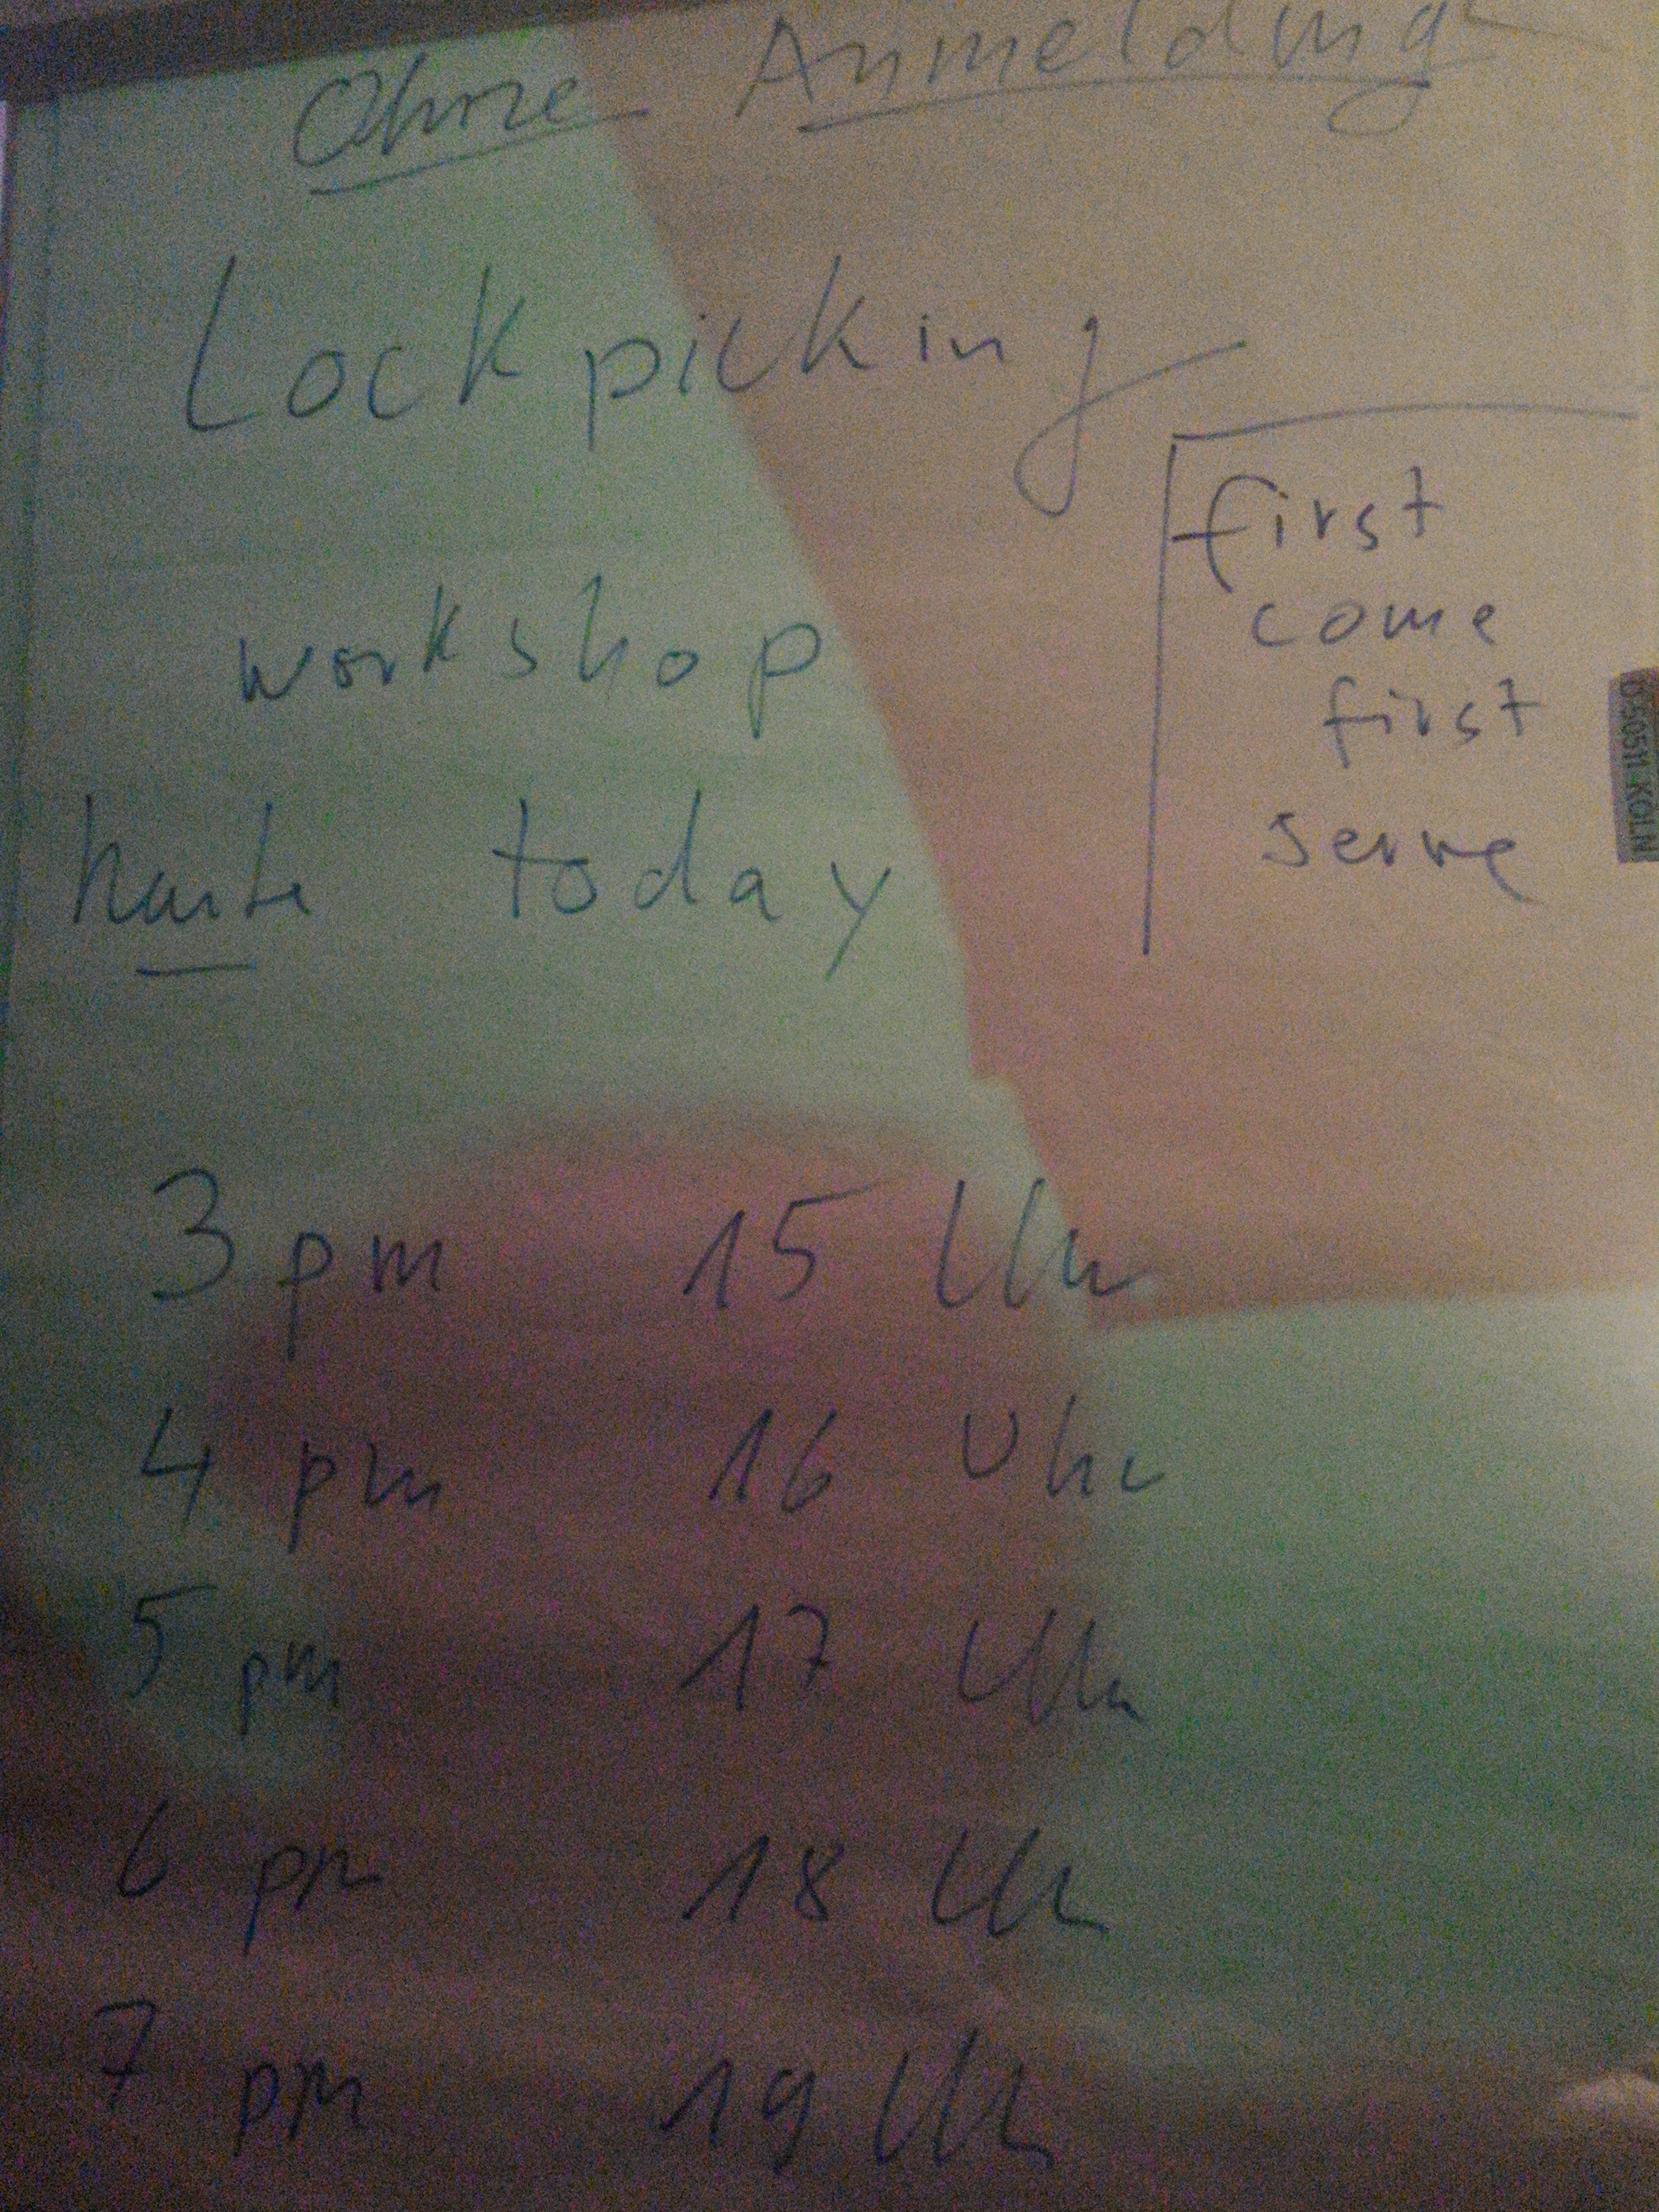 Ohne Anmeldung
Lockpicking
workshop
heute today
first
come
first
serve
3 pm 15 Uhr
4 pm 16 Uhr
5 pm 17 Uhr
6 pm 18 Uhr
7 pm 19 Uhr
KÖLN